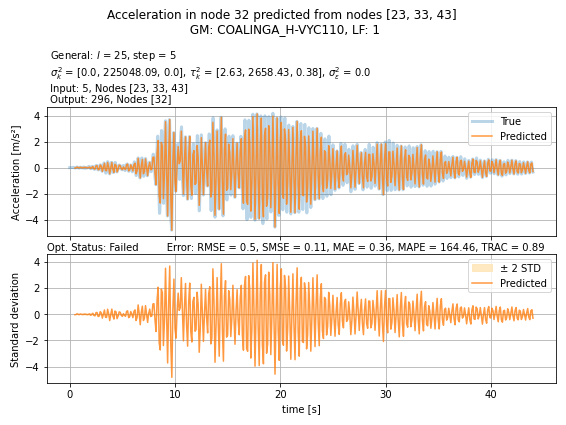 Acceleration in node 32 predicted from nodes [23, 33, 43]
GM: COALINGA_H-VYC110, LF: 1
General: l = 25, step = 5
σ²ₖ = [0.0, 225048.09, 0.0], τ²ₖ = [2.63, 2658.43, 0.38], σ²ε = 0.0
Input: 5, Nodes [23, 33, 43]
Output: 296, Nodes [32]
Acceleration [m/s²]
4
2
0
−2
−4
True
Predicted
Opt. Status: Failed Error: RMSE = 0.5, SMSE = 0.11, MAE = 0.36, MAPE = 164.46, TRAC = 0.89
Standard deviation
4
2
0
−2
−4
± 2 STD
Predicted
0 10 20 30 40
time [s]